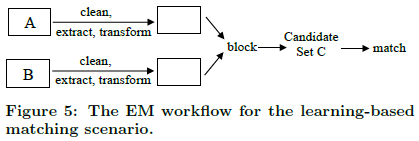 A
clean,
extract, transform
B
clean,
extract, transform
block
Candidate
Set C
match
Figure 5: The EM workflow for the learning-based
matching scenario.